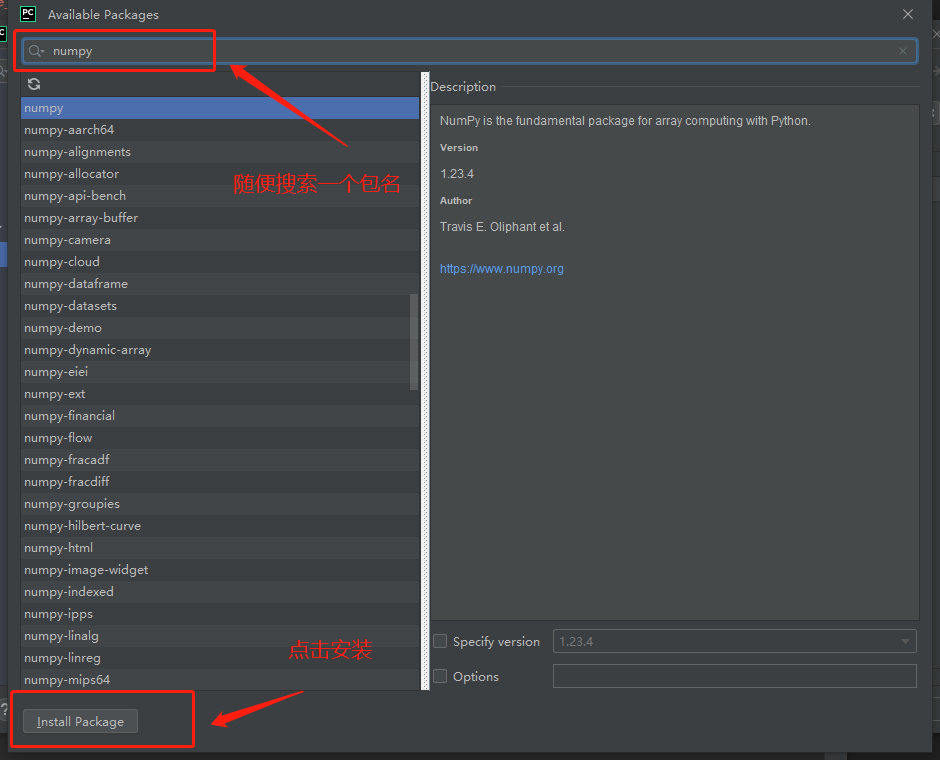 PC Available Packages
numpy
numpy
numpy-aarch64
numpy-alignments
numpy-allocator
numpy-api-bench
numpy-array-buffer
numpy-camera
numpy-cloud
numpy-dataframe
numpy-datasets
numpy-demo
numpy-dynamic-array
numpy-eiei
numpy-ext
numpy-financial
numpy-flow
numpy-fracadf
numpy-fracdiff
numpy-groupies
numpy-hilbert-curve
numpy-html
numpy-image-widget
numpy-indexed
numpy-ipps
numpy-linalg
numpy-linreg
numpy-mips64
随便搜索一个包名
点击安装
Install Package
Description
NumPy is the fundamental package for array computing with Python.
Version
1.23.4
Author
Travis E. Oliphant et al.
https://www.numpy.org
Specify version 1.23.4
Options